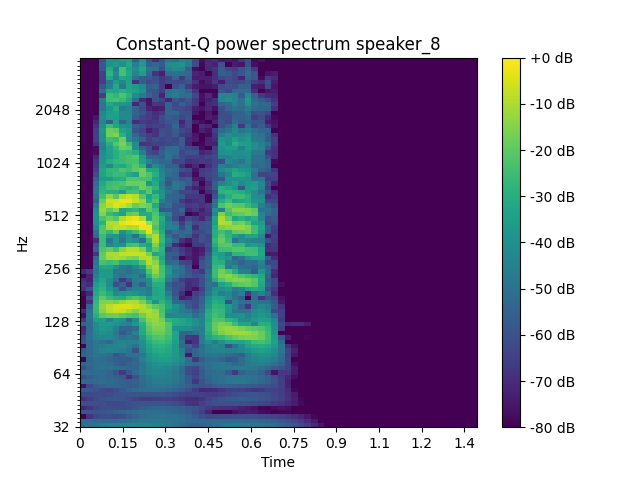 Constant-Q power spectrum speaker_8
Hz
2048
1024
512
256
128
64
32
0 0.15 0.3 0.45 0.6 0.75 0.9 1.1 1.2 1.4
Time
+0 dB
-10 dB
-20 dB
-30 dB
-40 dB
-50 dB
-60 dB
-70 dB
-80 dB